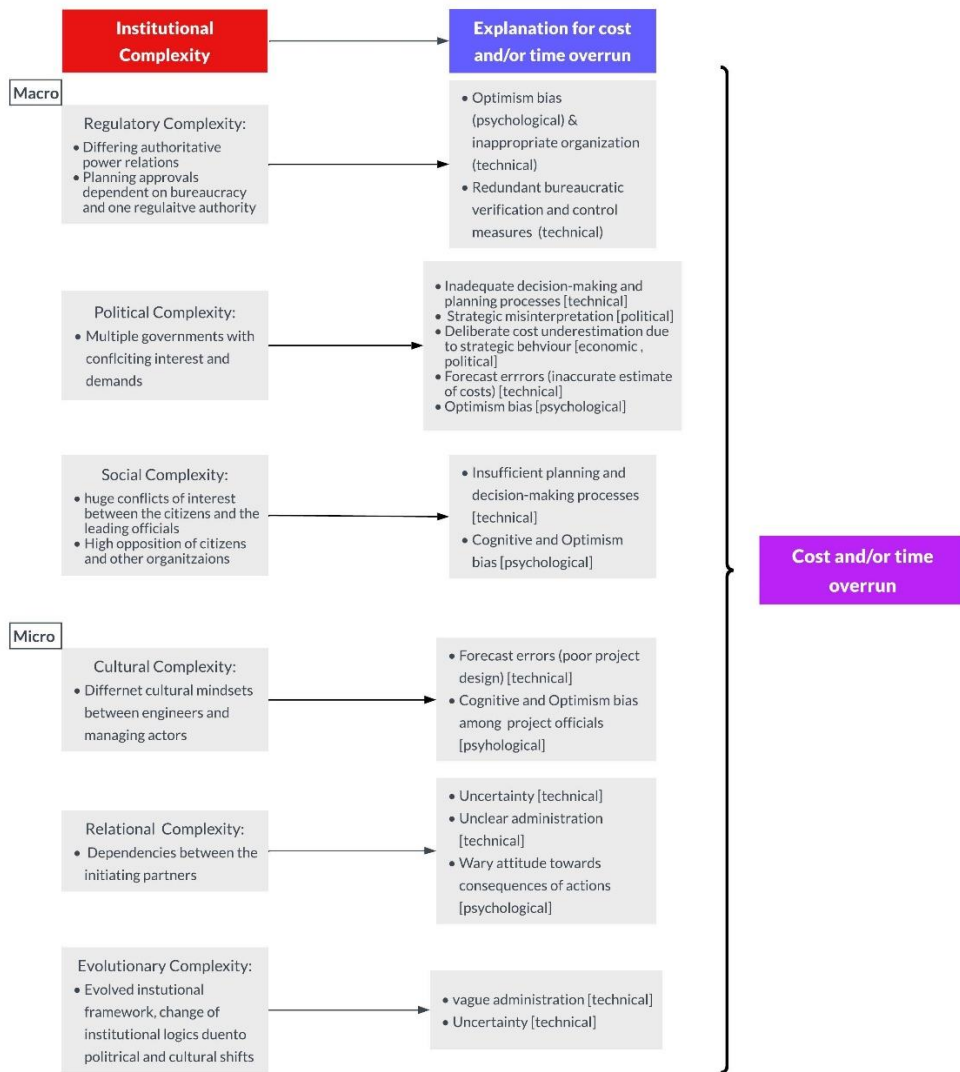 Institutional
Complexity
Explanation for cost
and/or time overrun
Macro
Regulatory Complexity:
• Differing authoritative
power relations
• Planning approvals
dependent on bureaucracy
and one regulaitve authority
• Optimism bias
(psychological) &
inappropriate organization
(technical)
• Redundant bureaucratic
verification and control
measures (technical)
Political Complexity:
• Multiple governments with
conflciting interest and
demands
• Inadequate decision-making and
planning processes [technical]
• Strategic misinterpretation [political]
• Deliberate cost underestimation due
to strategic behviour [economic ,
political]
• Forecast errrors (inaccurate estimate
of costs) [technical]
• Optimism bias [psychological]
Social Complexity:
• huge conflicts of interest
between the citizens and the
leading officials
• High opposition of citizens
and other organitzaions
• Insufficient planning and
decision-making processes
[technical]
• Cognitive and Optimism
bias [psychological]
Cost and/or time
overrun
Micro
Cultural Complexity:
• Differnet cultural mindsets
between engineers and
managing actors
• Forecast errors (poor project
design) [technical]
• Cognitive and Optimism bias
among project officials
[psyhological]
Relational Complexity:
• Dependencies between the
initiating partners
• Uncertainty [technical]
• Unclear administration
[technical]
• Wary attitude towards
consequences of actions
[psychological]
Evolutionary Complexity:
• Evolved instutional
framework, change of
institutional logics duento
politrical and cultural shifts
• vague administration [technical]
• Uncertainty [technical]